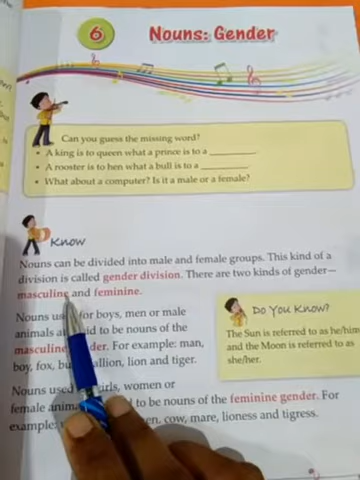 6
Nouns: Gender
Can you guess the missing word?
• A king is to queen what a prince is to a
• A rooster is to hen what a bull is to a
• What about a computer? Is it a male or a female?
Know
Nouns can be divided into male and female groups. This kind of a
division is called gender division. There are two kinds of gender—
masculine and feminine.
Nouns for boys, men or male
animals to be nouns of the
masculine For example: man,
boy, fox, lion and tiger.
Do You Know?
The Sun is referred to as he/him
and the Moon is referred to as
she/her.
Nouns women or
female to be nouns of the feminine gender. For
example: cow, mare, lioness and tigress.